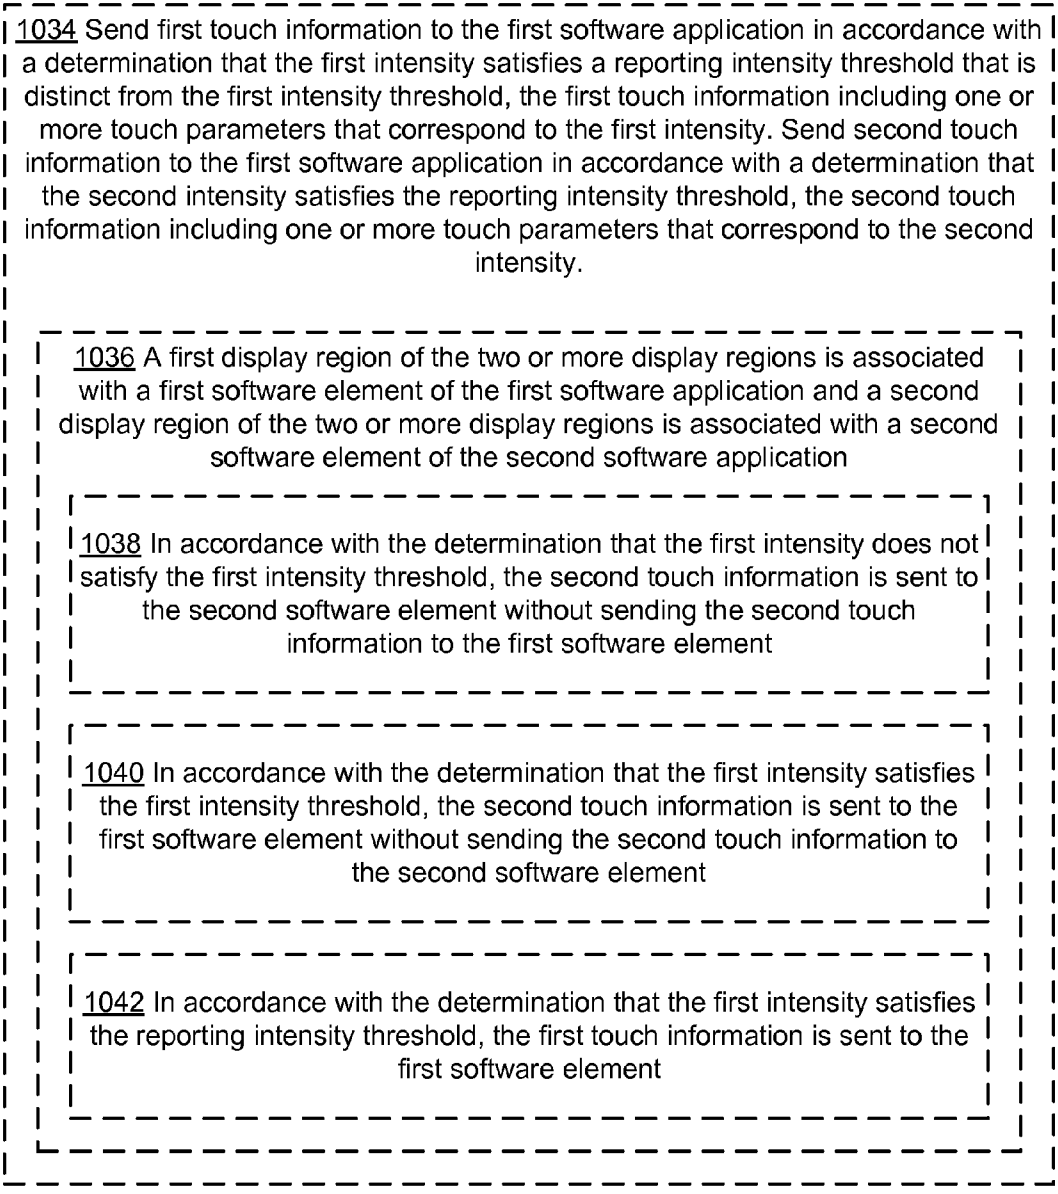 1034 Send first touch information to the first software application in accordance with
a determination that the first intensity satisfies a reporting intensity threshold that is
distinct from the first intensity threshold, the first touch information including one or
more touch parameters that correspond to the first intensity. Send second touch
information to the first software application in accordance with a determination that
the second intensity satisfies the reporting intensity threshold, the second touch
information including one or more touch parameters that correspond to the second
intensity.
1036 A first display region of the two or more display regions is associated
with a first software element of the first software application and a second
display region of the two or more display regions is associated with a second
software element of the second software application
1038 In accordance with the determination that the first intensity does not
satisfy the first intensity threshold, the second touch information is sent to
the second software element without sending the second touch
information to the first software element
1040 In accordance with the determination that the first intensity satisfies
the first intensity threshold, the second touch information is sent to the
first software element without sending the second touch information to
the second software element
1042 In accordance with the determination that the first intensity satisfies
the reporting intensity threshold, the first touch information is sent to the
first software element